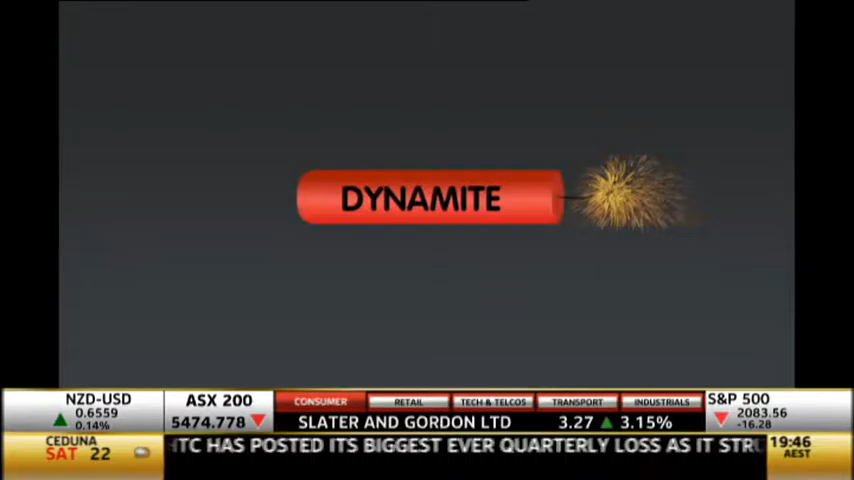 DYNAMITE
NZD-USD
0.6559
0.14%
ASX 200
5474.778
CONSUMER
RETAIL
TECH & TELCOS
TRANSPORT
INDUSTRIALS
SLATER AND GORDON LTD 3.27 3.15%
S&P 500
2083.56
-16.28
CEDUNA
SAT 22
HTC HAS POSTED ITS BIGGEST EVER QUARTERLY LOSS AS IT
19:46
AEST